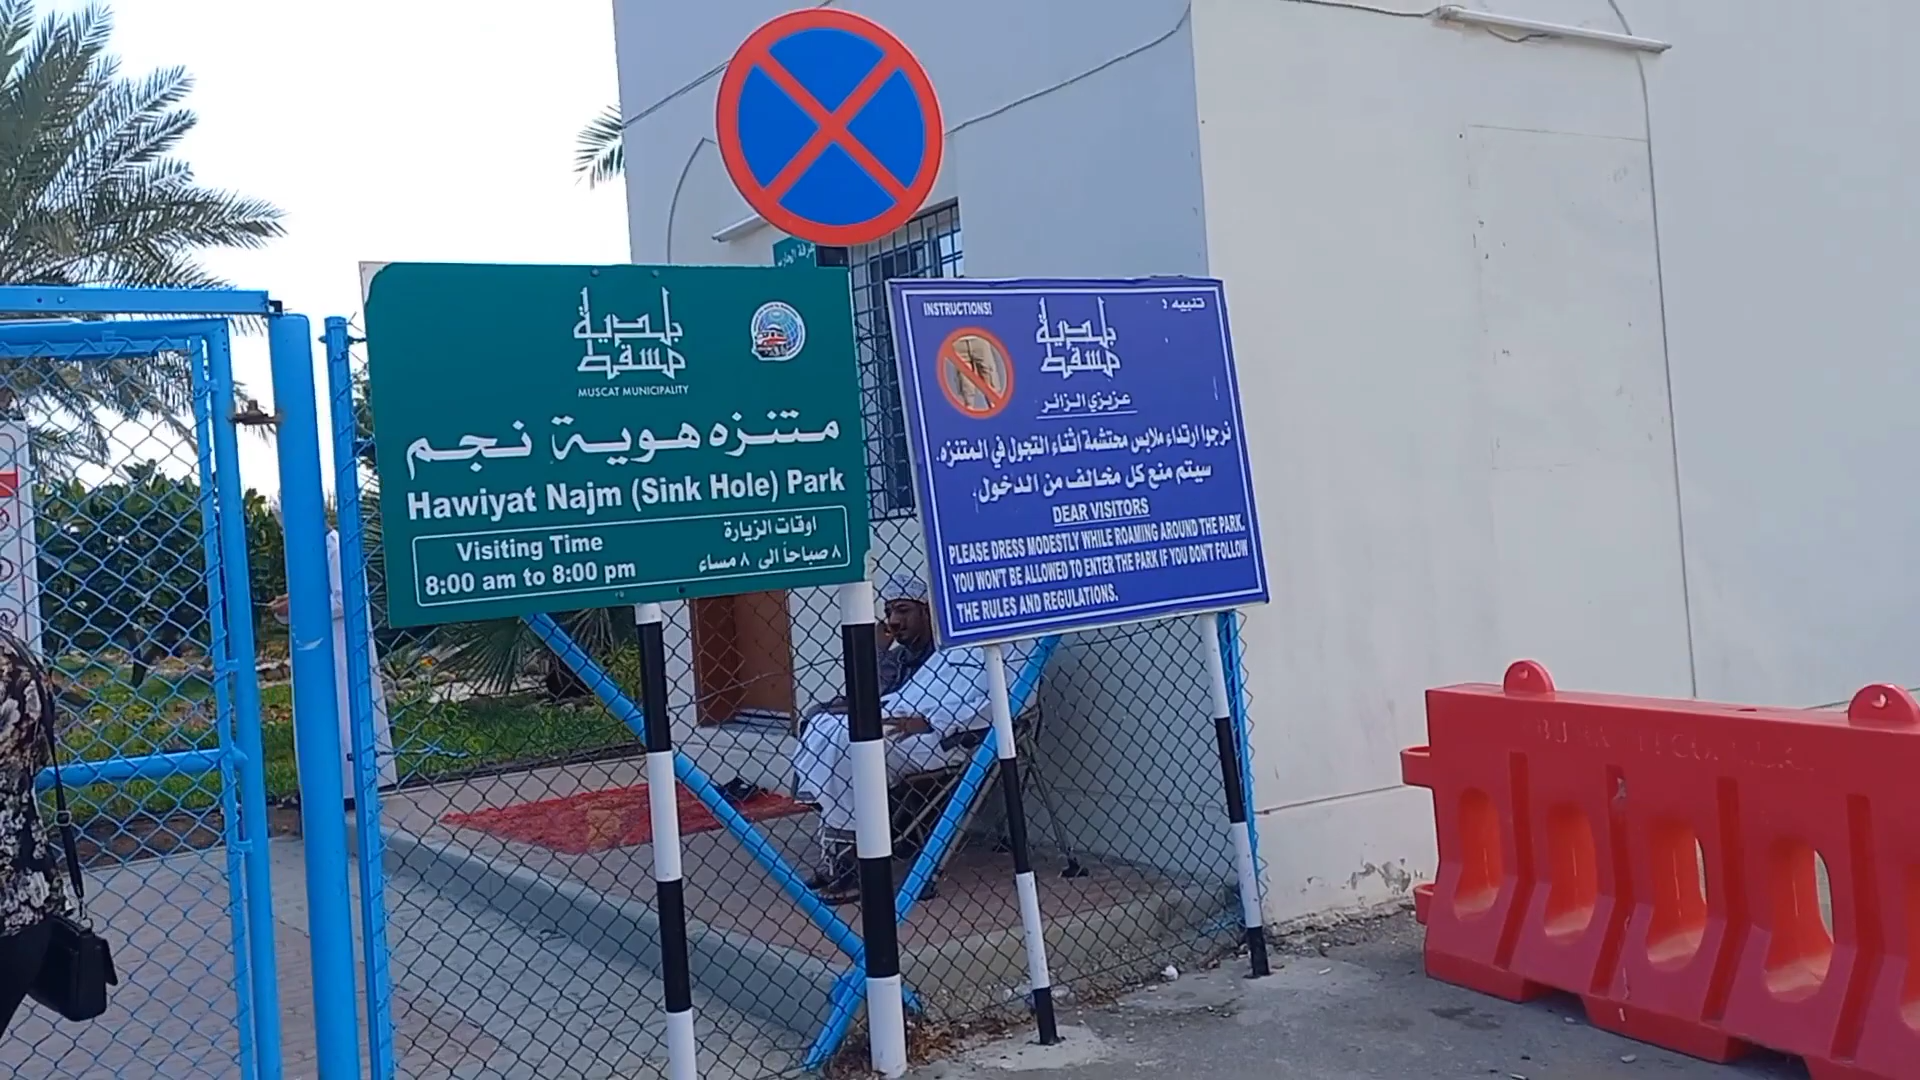 بلدية
مسقط
MUSCAT MUNICIPALITY
متنزه هوية نجم
Hawiyat Najm (Sink Hole) Park
Visiting Time
8:00 am to 8:00 pm
اوقات الزيارة
٨ صباحاً الى ٨ مساء
INSTRUCTIONS!
تنبيه !
بلدية
مسقط
عزيزي الزائر
نرجوا ارتداء ملابس محتشمة اثناء التجول في المتنزه.
سيتم منع كل مخالف من الدخول.
DEAR VISITORS
PLEASE DRESS MODESTLY WHILE ROAMING AROUND THE PARK.
YOU WON'T BE ALLOWED TO ENTER THE PARK IF YOU DON'T FOLLOW
THE RULES AND REGULATIONS.